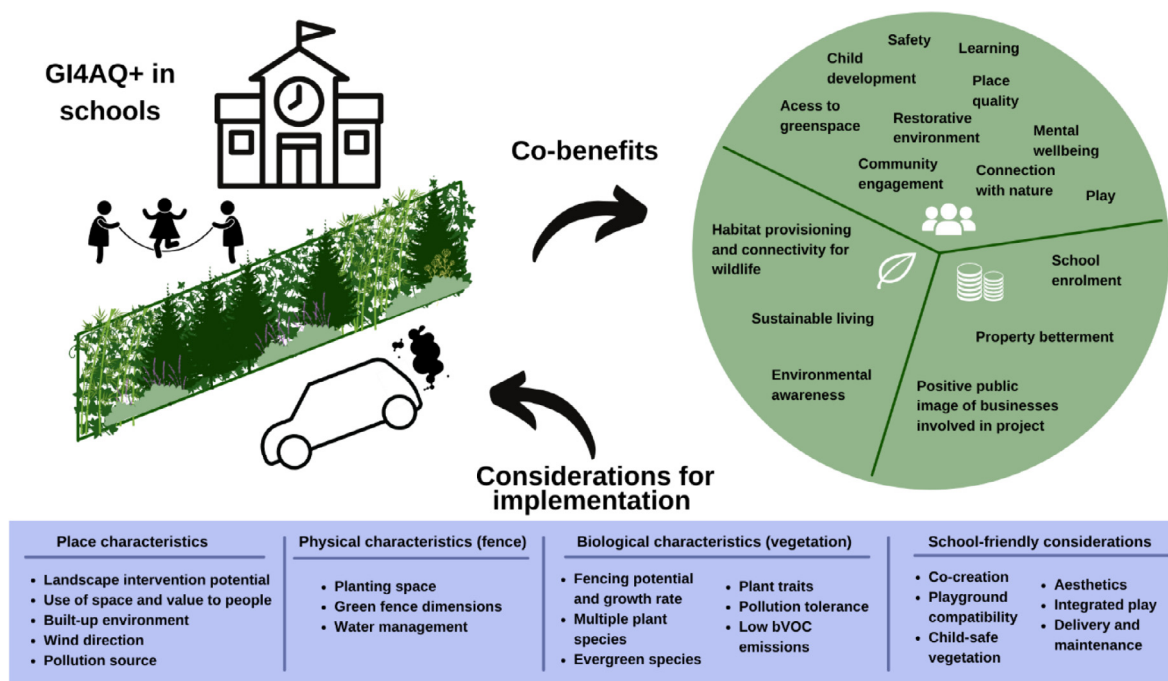 GI4AQ+ in
schools
Co-benefits
Safety
Learning
Child
development
Place
quality
Acess to
greenspace
Restorative
environment
Mental
wellbeing
Community
engagement
Connection
with nature
Play
Habitat provisioning
and connectivity for
wildlife
Sustainable living
Environmental
awareness
School
enrolment
Property betterment
Positive public
image of businesses
involved in project
Considerations for
implementation
Place characteristics
• Landscape intervention potential
• Use of space and value to people
• Built-up environment
• Wind direction
• Pollution source
Physical characteristics (fence)
• Planting space
• Green fence dimensions
• Water management
Biological characteristics (vegetation)
• Fencing potential
and growth rate
• Multiple plant
species
• Evergreen species
• Plant traits
• Pollution tolerance
• Low bVOC
emissions
School-friendly considerations
• Co-creation
• Playground
compatibility
• Child-safe
vegetation
• Aesthetics
• Integrated play
• Delivery and
maintenance